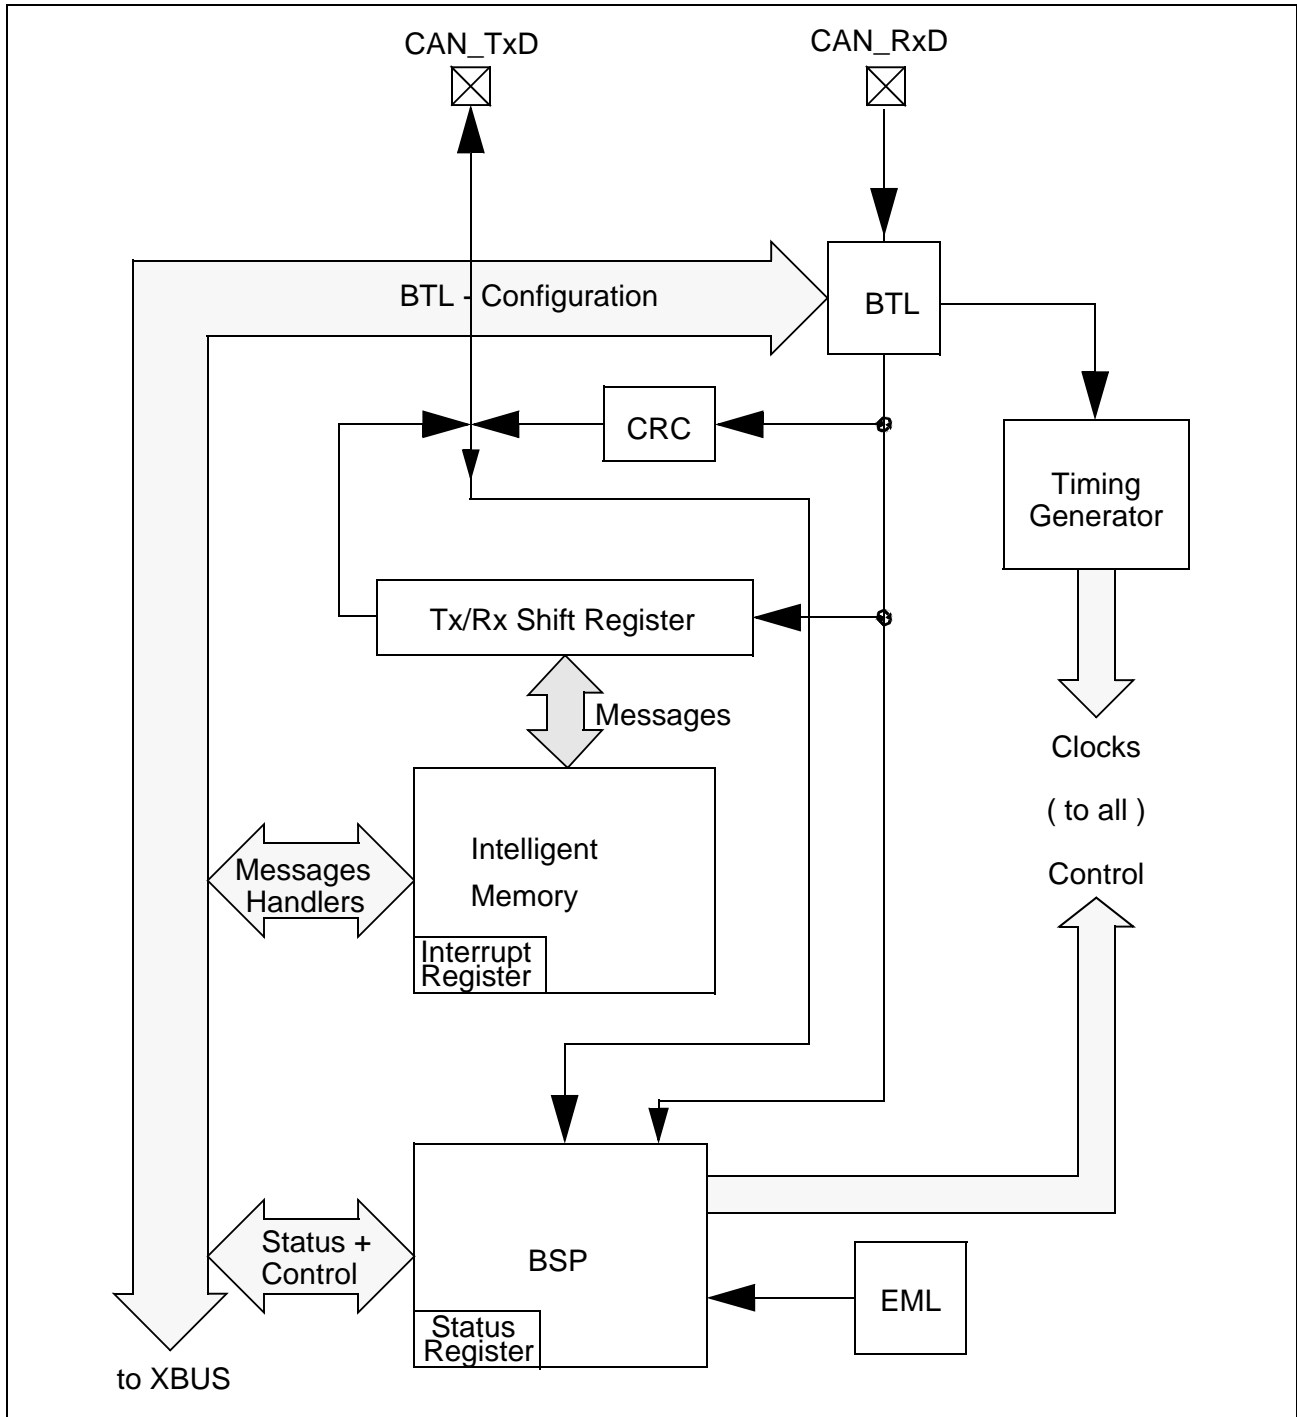 CAN_TxD
CAN_RxD
BTL - Configuration
BTL
CRC
Timing
Generator
Tx/Rx Shift Register
Messages
Clocks
( to all )
Control
Intelligent
Memory
Messages
Handlers
Interrupt
Register
Status +
Control
BSP
EML
Status
Register
to XBUS